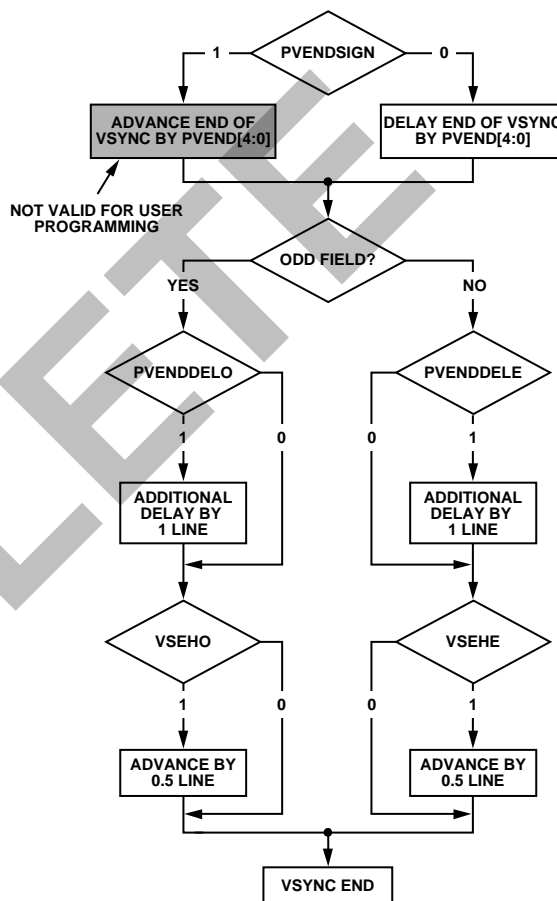 PVENDSIGN
1
0
ADVANCE END OF
VSYNC BY PVEND[4:0]
DELAY END OF VSYNC
BY PVEND[4:0]
NOT VALID FOR USER
PROGRAMMING
ODD FIELD?
YES
NO
PVENDDELO
PVENDDELE
1
0
0
1
ADDITIONAL
DELAY BY
1 LINE
ADDITIONAL
DELAY BY
1 LINE
VSEHO
VSEHE
1
0
0
1
ADVANCE BY
0.5 LINE
ADVANCE BY
0.5 LINE
VSYNC END
LETE